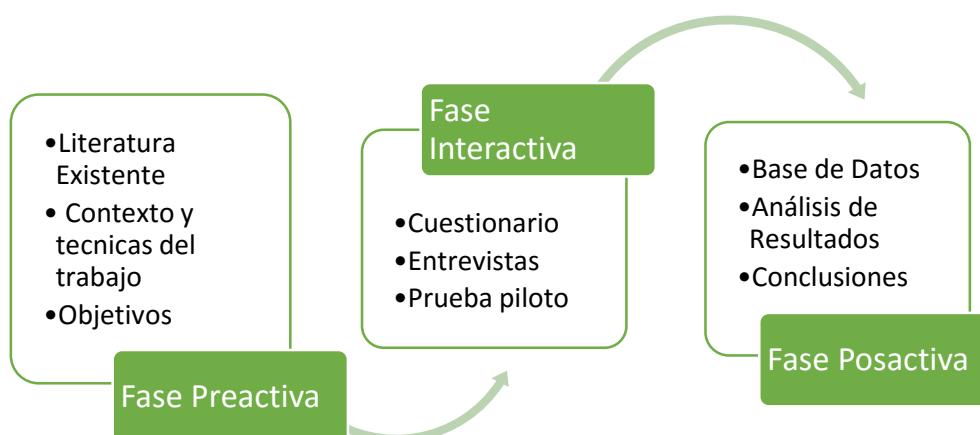 •Literatura
Existente
• Contexto y
tecnicas del
trabajo
•Objetivos
Fase Preactiva
Fase
Interactiva
•Cuestionario
•Entrevistas
•Prueba piloto
•Base de Datos
•Análisis de
Resultados
•Conclusiones
Fase Posactiva